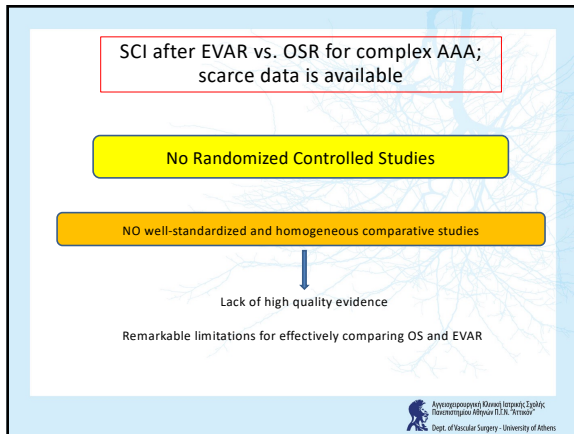 SCI after EVAR vs. OSR for complex AAA;
scarce data is available
No Randomized Controlled Studies
NO well-standardized and homogeneous comparative studies
Lack of high quality evidence
Remarkable limitations for effectively comparing OS and EVAR
Αγγειοχειρουργική Κλινική Ιατρικής Σχολής
Πανεπιστημίου Αθηνών Π.Γ.Ν. "Αττικόν"
Dept. of Vascular Surgery - University of Athens